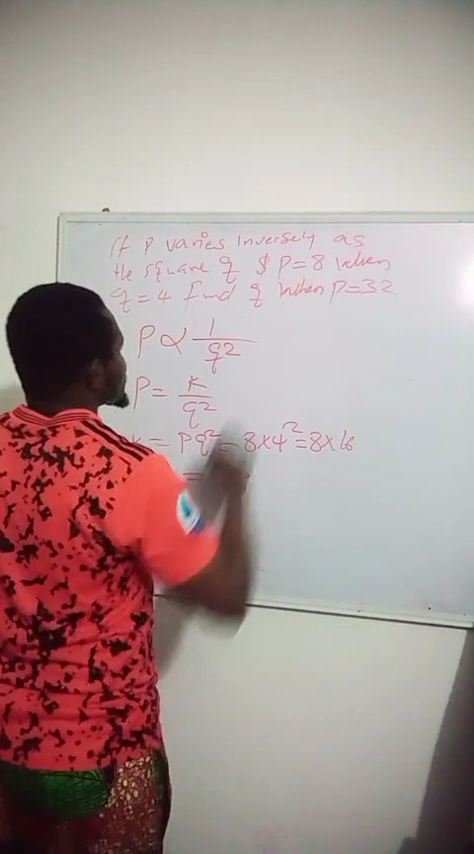 If P varies inversely as
the square q & P=8 when
q=4 find q when P=32
P ∝ 1/q²
P = k/q²
= Pq² = 8×4² = 8×16
=